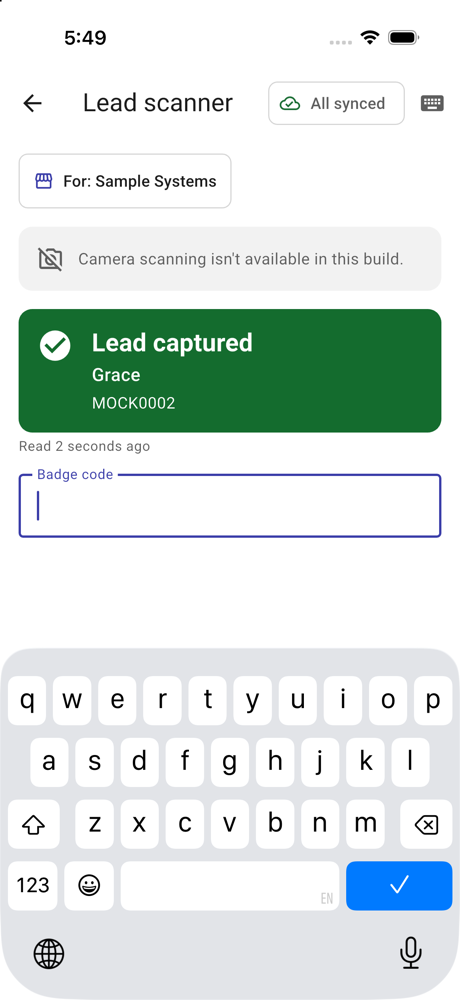 5:49
Lead scanner
All synced
For: Sample Systems
Camera scanning isn't available in this build.
Lead captured
Grace
MOCK0002
Read 2 seconds ago
Badge code
q w e r t y u i o p
a s d f g h j k l
z x c v b n m
123
EN